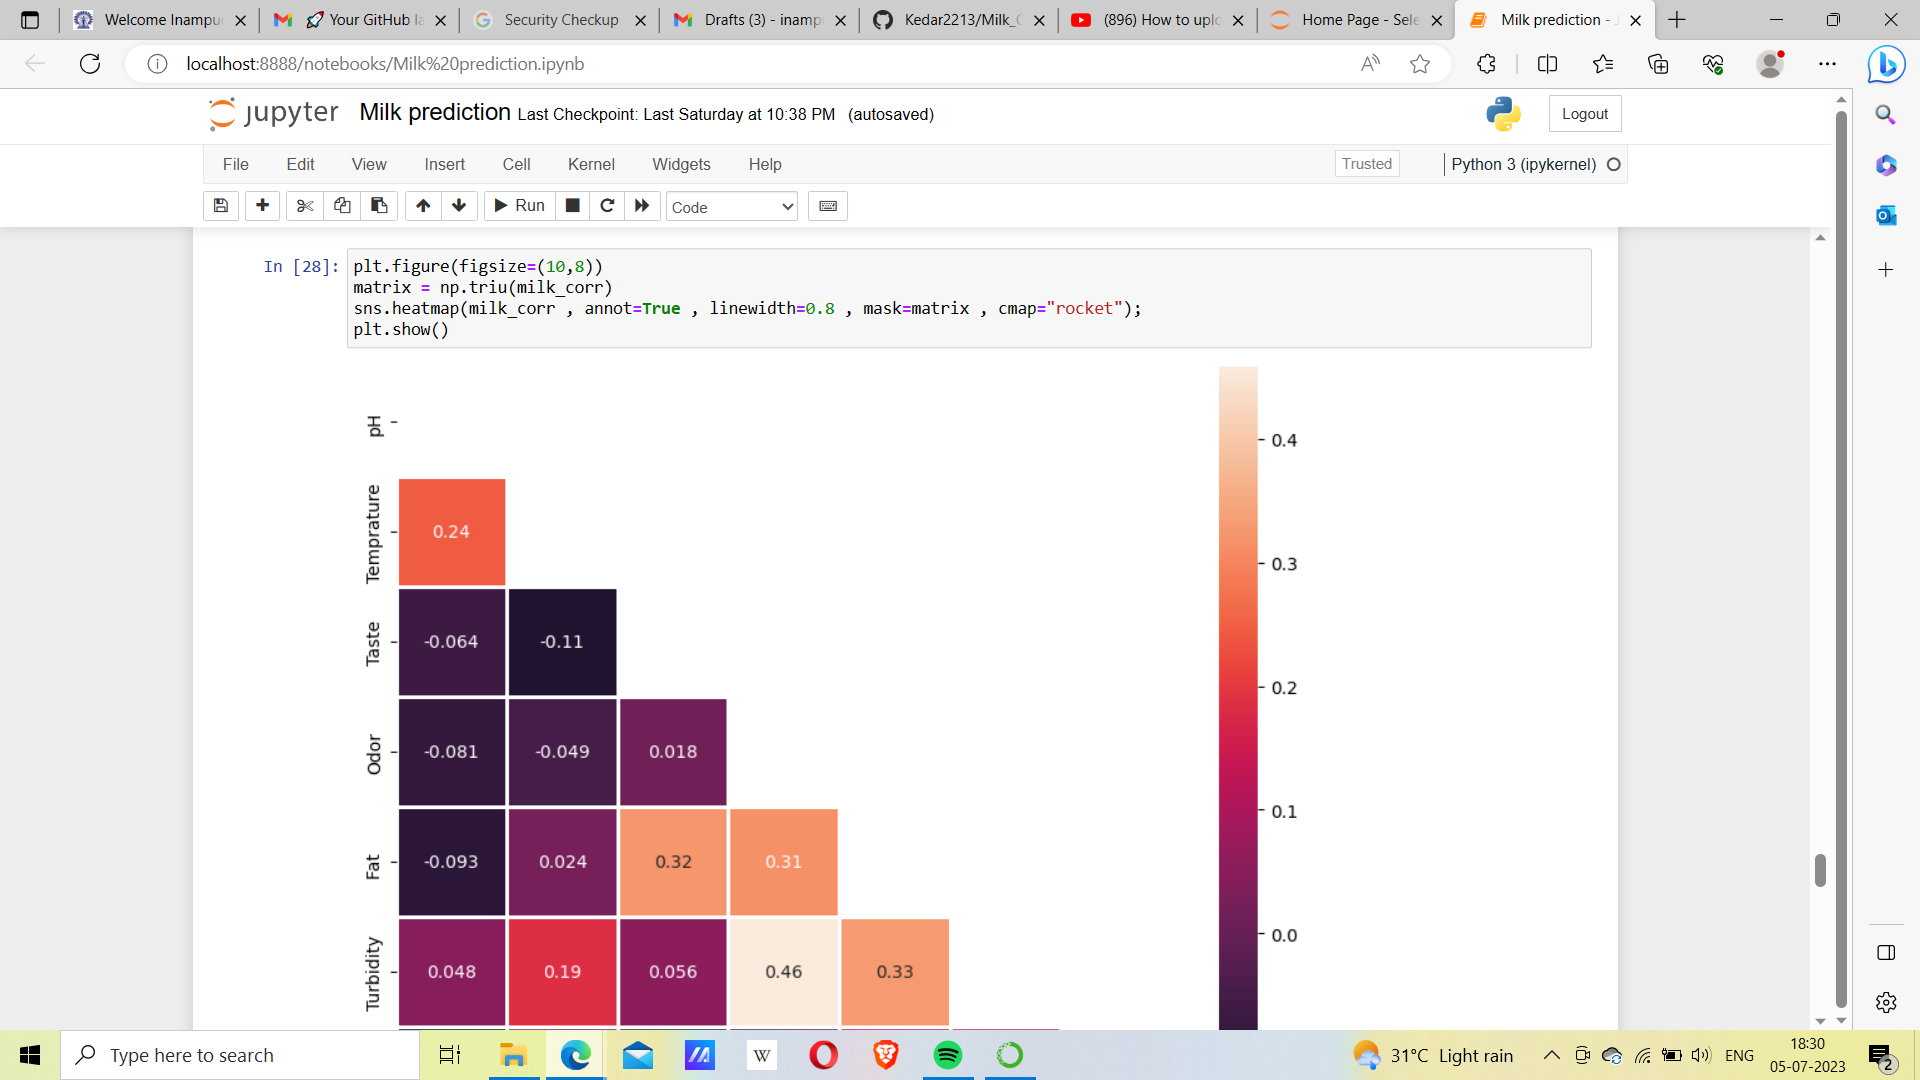 Welcome Inampud
🚀 Your GitHub la
Security Checkup
Drafts (3) - inamp
Kedar2213/Milk_
(896) How to uplo
Home Page - Sele
Milk prediction - J
localhost:8888/notebooks/Milk%20prediction.ipynb
jupyter Milk prediction Last Checkpoint: Last Saturday at 10:38 PM (autosaved)
Logout
File Edit View Insert Cell Kernel Widgets Help
Trusted
Python 3 (ipykernel)
Run
Code
In [28]:
plt.figure(figsize=(10,8))
matrix = np.triu(milk_corr)
sns.heatmap(milk_corr , annot=True , linewidth=0.8 , mask=matrix , cmap="rocket");
plt.show()
pH
Temprature
0.24
Taste
-0.064 -0.11
Odor
-0.081 -0.049 0.018
Fat
-0.093 0.024 0.32 0.31
Turbidity
0.048 0.19 0.056 0.46 0.33
0.4
0.3
0.2
0.1
0.0
Type here to search
W
31°C Light rain
ENG
18:30
05-07-2023
2